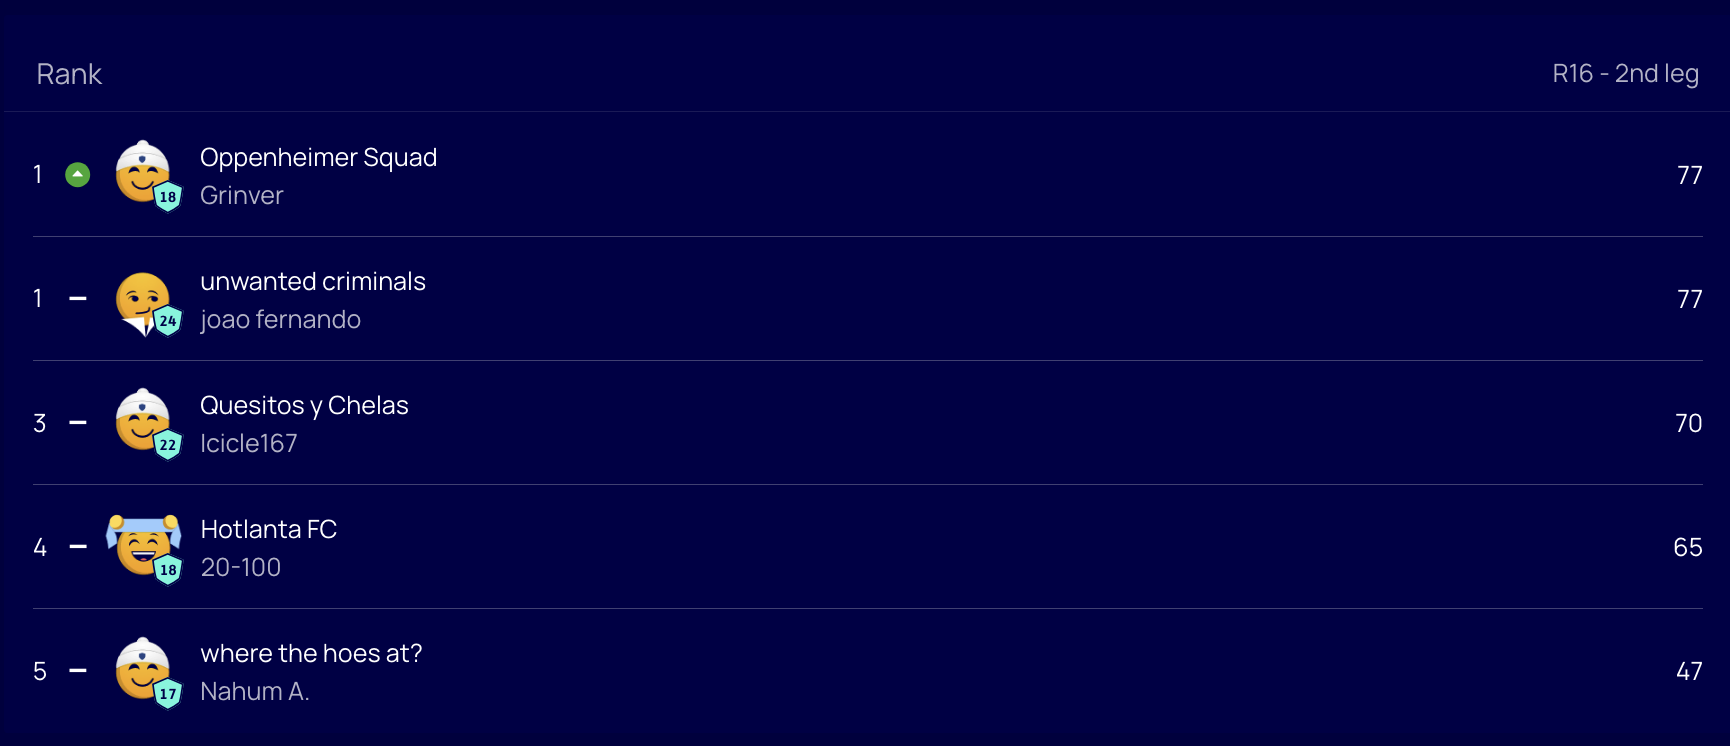 Rank
R16 - 2nd leg
1
Oppenheimer Squad
Grinver
18
77
1
unwanted criminals
joao fernando
24
77
3
Quesitos y Chelas
Icicle167
22
70
4
Hotlanta FC
20-100
18
65
5
where the hoes at?
Nahum A.
17
47